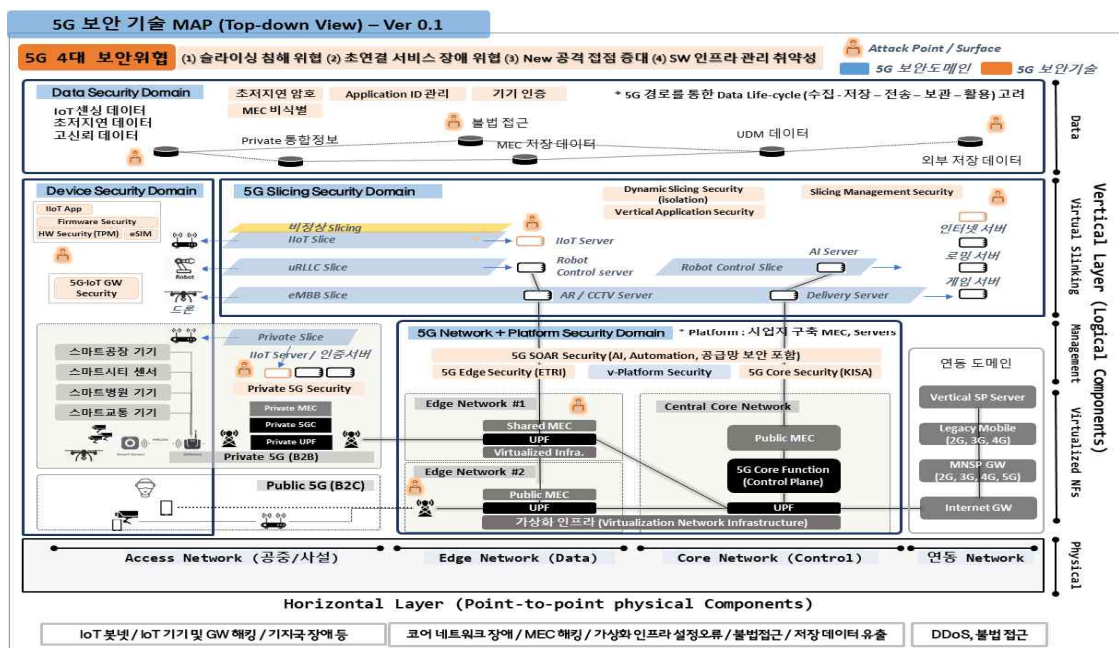 5G 보안 기술 MAP (Top-down View) – Ver 0.1
5G 4대 보안위협 (1) 슬라이싱 침해 위협 (2) 초연결 서비스 장애 위협 (3) New 공격 접점 증대 (4) SW 인프라 관리 취약성
Attack Point / Surface
5G 보안도메인
5G 보안기술
Data Security Domain
초저지연 암호
Application ID 관리
기기 인증
* 5G 경로를 통한 Data Life-cycle (수집 - 저장 – 전송 – 보관 – 활용) 고려
IoT 센싱 데이터
초저지연 데이터
고신뢰 데이터
MEC 비식별
불법 접근
Private 통합정보
MEC 저장 데이터
UDM 데이터
외부 저장 데이터
Data
Device Security Domain
IIoT App
Firmware Security
HW Security (TPM)
eSIM
5G-IoT GW
Security
Robot
드론
5G Slicing Security Domain
Dynamic Slicing Security
(isolation)
Vertical Application Security
Slicing Management Security
비정상 Slicing
IIoT Slice
IIoT Server
인터넷 서버
uRLLC Slice
Robot
Control server
Robot Control Slice
AI Server
로밍 서버
eMBB Slice
AR / CCTV Server
Delivery Server
게임 서버
Virtual Slinking
Vertical Layer (Logical Components)
Private Slice
IIoT Server / 인증서버
Private 5G Security
스마트공장 기기
스마트시티 센서
스마트병원 기기
스마트교통 기기
Private MEC
Private 5GC
Private UPF
Private 5G (B2B)
Public 5G (B2C)
5G Network + Platform Security Domain
* Platform : 사업자 구축 MEC, Servers
5G SOAR Security (AI, Automation, 공급망 보안 포함)
5G Edge Security (ETRI)
v-Platform Security
5G Core Security (KISA)
Management
Edge Network #1
Shared MEC
UPF
Virtualized Infra.
Edge Network #2
Public MEC
UPF
가상화 인프라 (Virtualization Network Infrastructure)
Central Core Network
Public MEC
5G Core Function
(Control Plane)
UPF
연동 도메인
Vertical SP Server
Legacy Mobile
(2G, 3G, 4G)
MNSP GW
(2G, 3G, 4G, 5G)
Internet GW
Virtualized NFs
Access Network (공중/사설)
Edge Network (Data)
Core Network (Control)
연동 Network
Physical
Horizontal Layer (Point-to-point physical Components)
IoT 봇넷 / IoT 기기 및 GW 해킹 / 기지국 장애 등
코어 네트워크 장애 / MEC 해킹 / 가상화 인프라 설정오류 / 불법접근 / 저장 데이터 유출
DDoS, 불법 접근